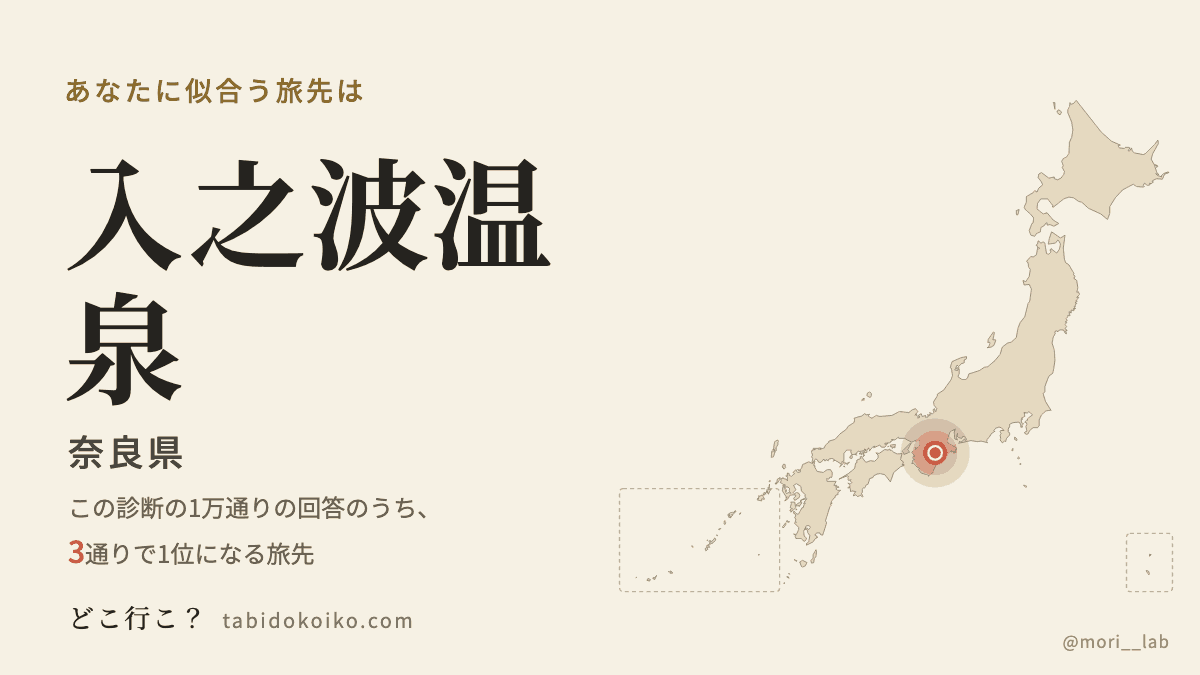 あなたに似合う旅先は
入之波温
泉
奈良県
この診断の1万通りの回答のうち、
3通りで1位になる旅先
どこ行こ？ tabidokoiko.com
@mori__lab